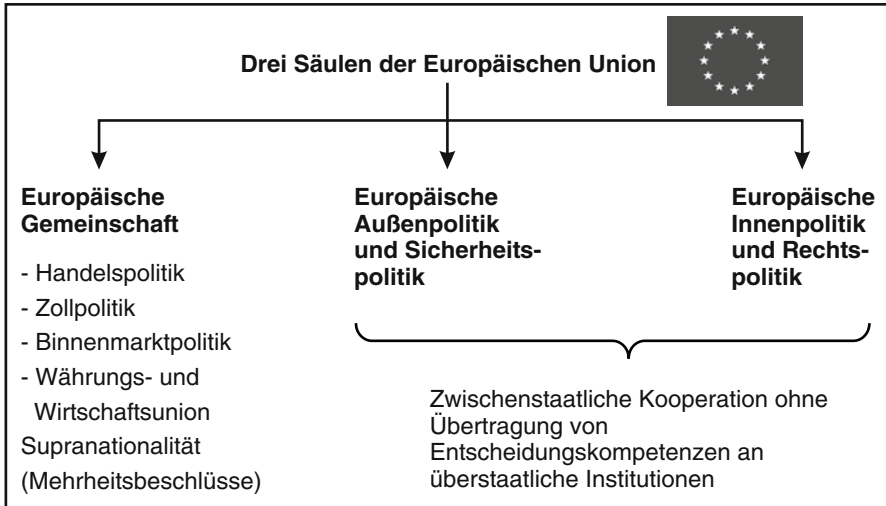 Drei Säulen der Europäischen Union
Europäische
Gemeinschaft
- Handelspolitik
- Zollpolitik
- Binnenmarktpolitik
- Währungs- und
Wirtschaftsunion
Supranationalität
(Mehrheitsbeschlüsse)
Europäische
Außenpolitik
und Sicherheits-
politik
Europäische
Innenpolitik
und Rechts-
politik
Zwischenstaatliche Kooperation ohne
Übertragung von
Entscheidungskompetenzen an
überstaatliche Institutionen